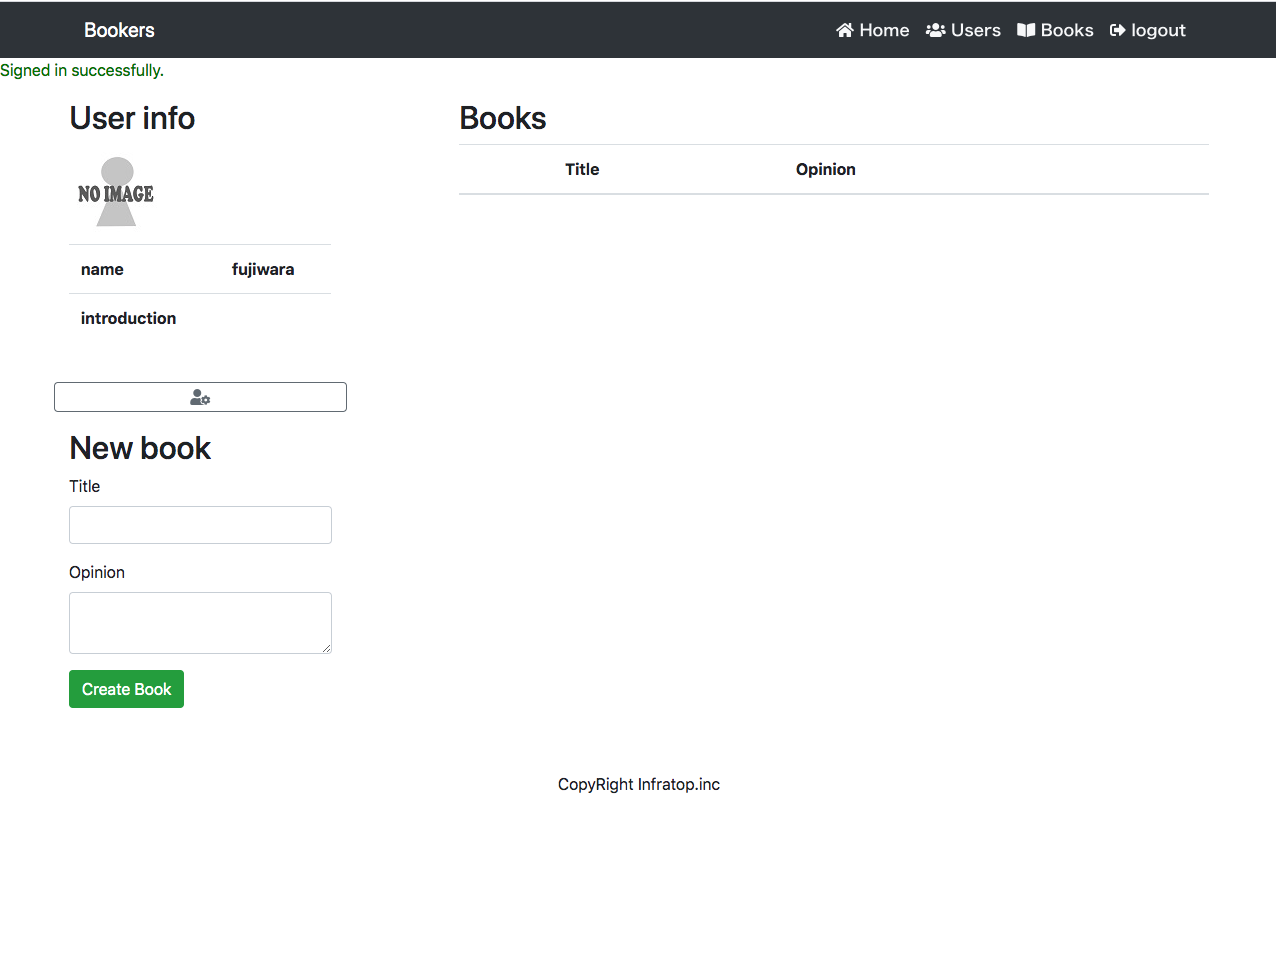 Bookers
Home Users Books logout
Signed in successfully.
User info
NO IMAGE
name fujiwara
introduction
New book
Title
Opinion
Create Book
Books
Title Opinion
CopyRight Infratop.inc